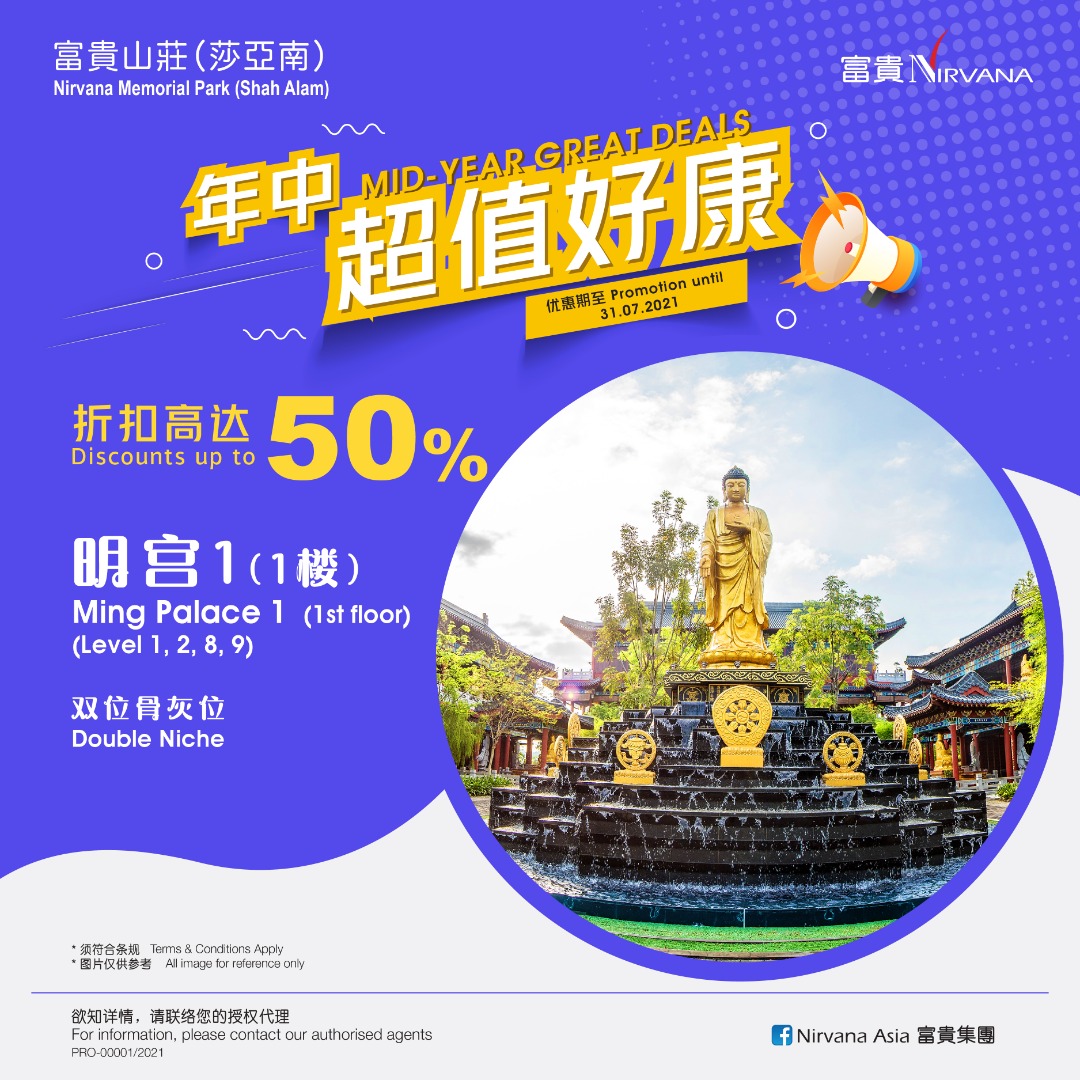 富貴山莊(莎亞南)
Nirvana Memorial Park (Shah Alam)
富貴 NIRVANA
MID-YEAR GREAT DEALS
年中
超值好康
优惠期至 Promotion until
31.07.2021
折扣高达
Discounts up to
50%
明宫1(1楼)
Ming Palace 1 (1st floor)
(Level 1, 2, 8, 9)
双位骨灰位
Double Niche
* 须符合条规 Terms & Conditions Apply
* 图片仅供参考 All image for reference only
欲知详情，请联络您的授权代理
For information, please contact our authorised agents
PRO-00001/2021
Nirvana Asia 富貴集團